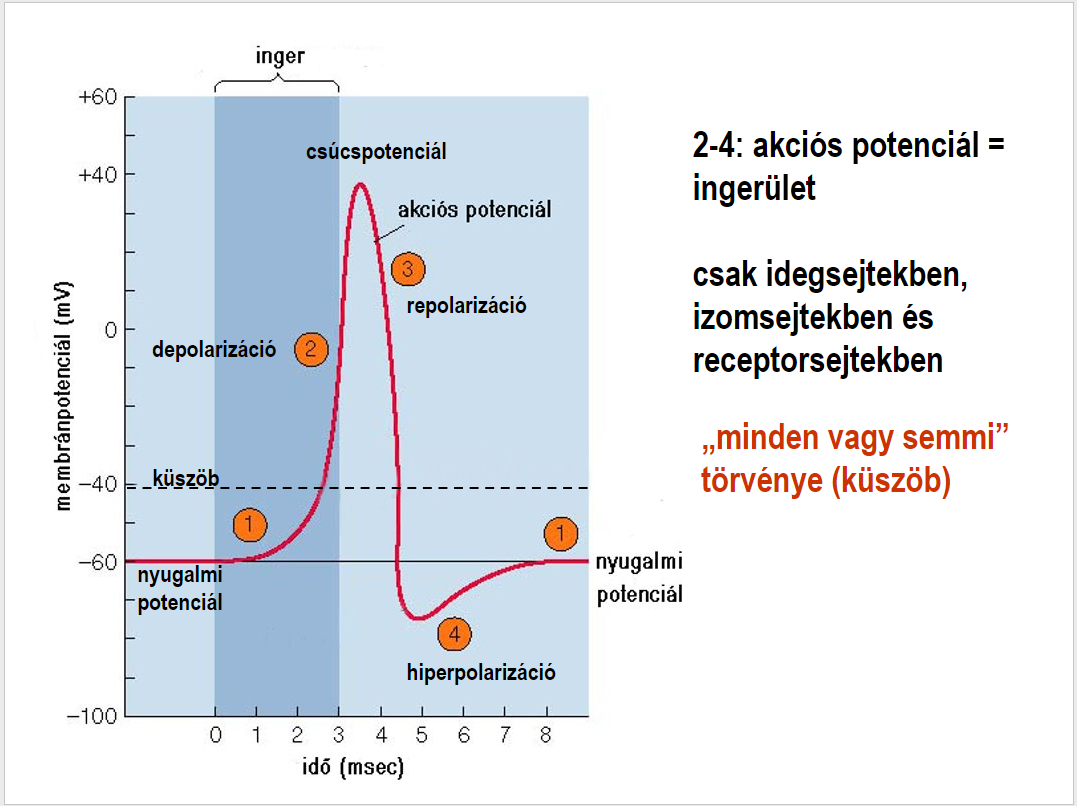 inger
+60
+40
0
−40
−60
−100
membránpotenciál (mV)
csúcspotenciál
akciós potenciál
3
repolarizáció
depolarizáció
2
küszöb
1
1
nyugalmi
potenciál
nyugalmi
potenciál
4
hiperpolarizáció
0 1 2 3 4 5 6 7 8
idő (msec)
2-4: akciós potenciál =
ingerület
csak idegsejtekben,
izomsejtekben és
receptorsejtekben
„minden vagy semmi”
törvénye (küszöb)